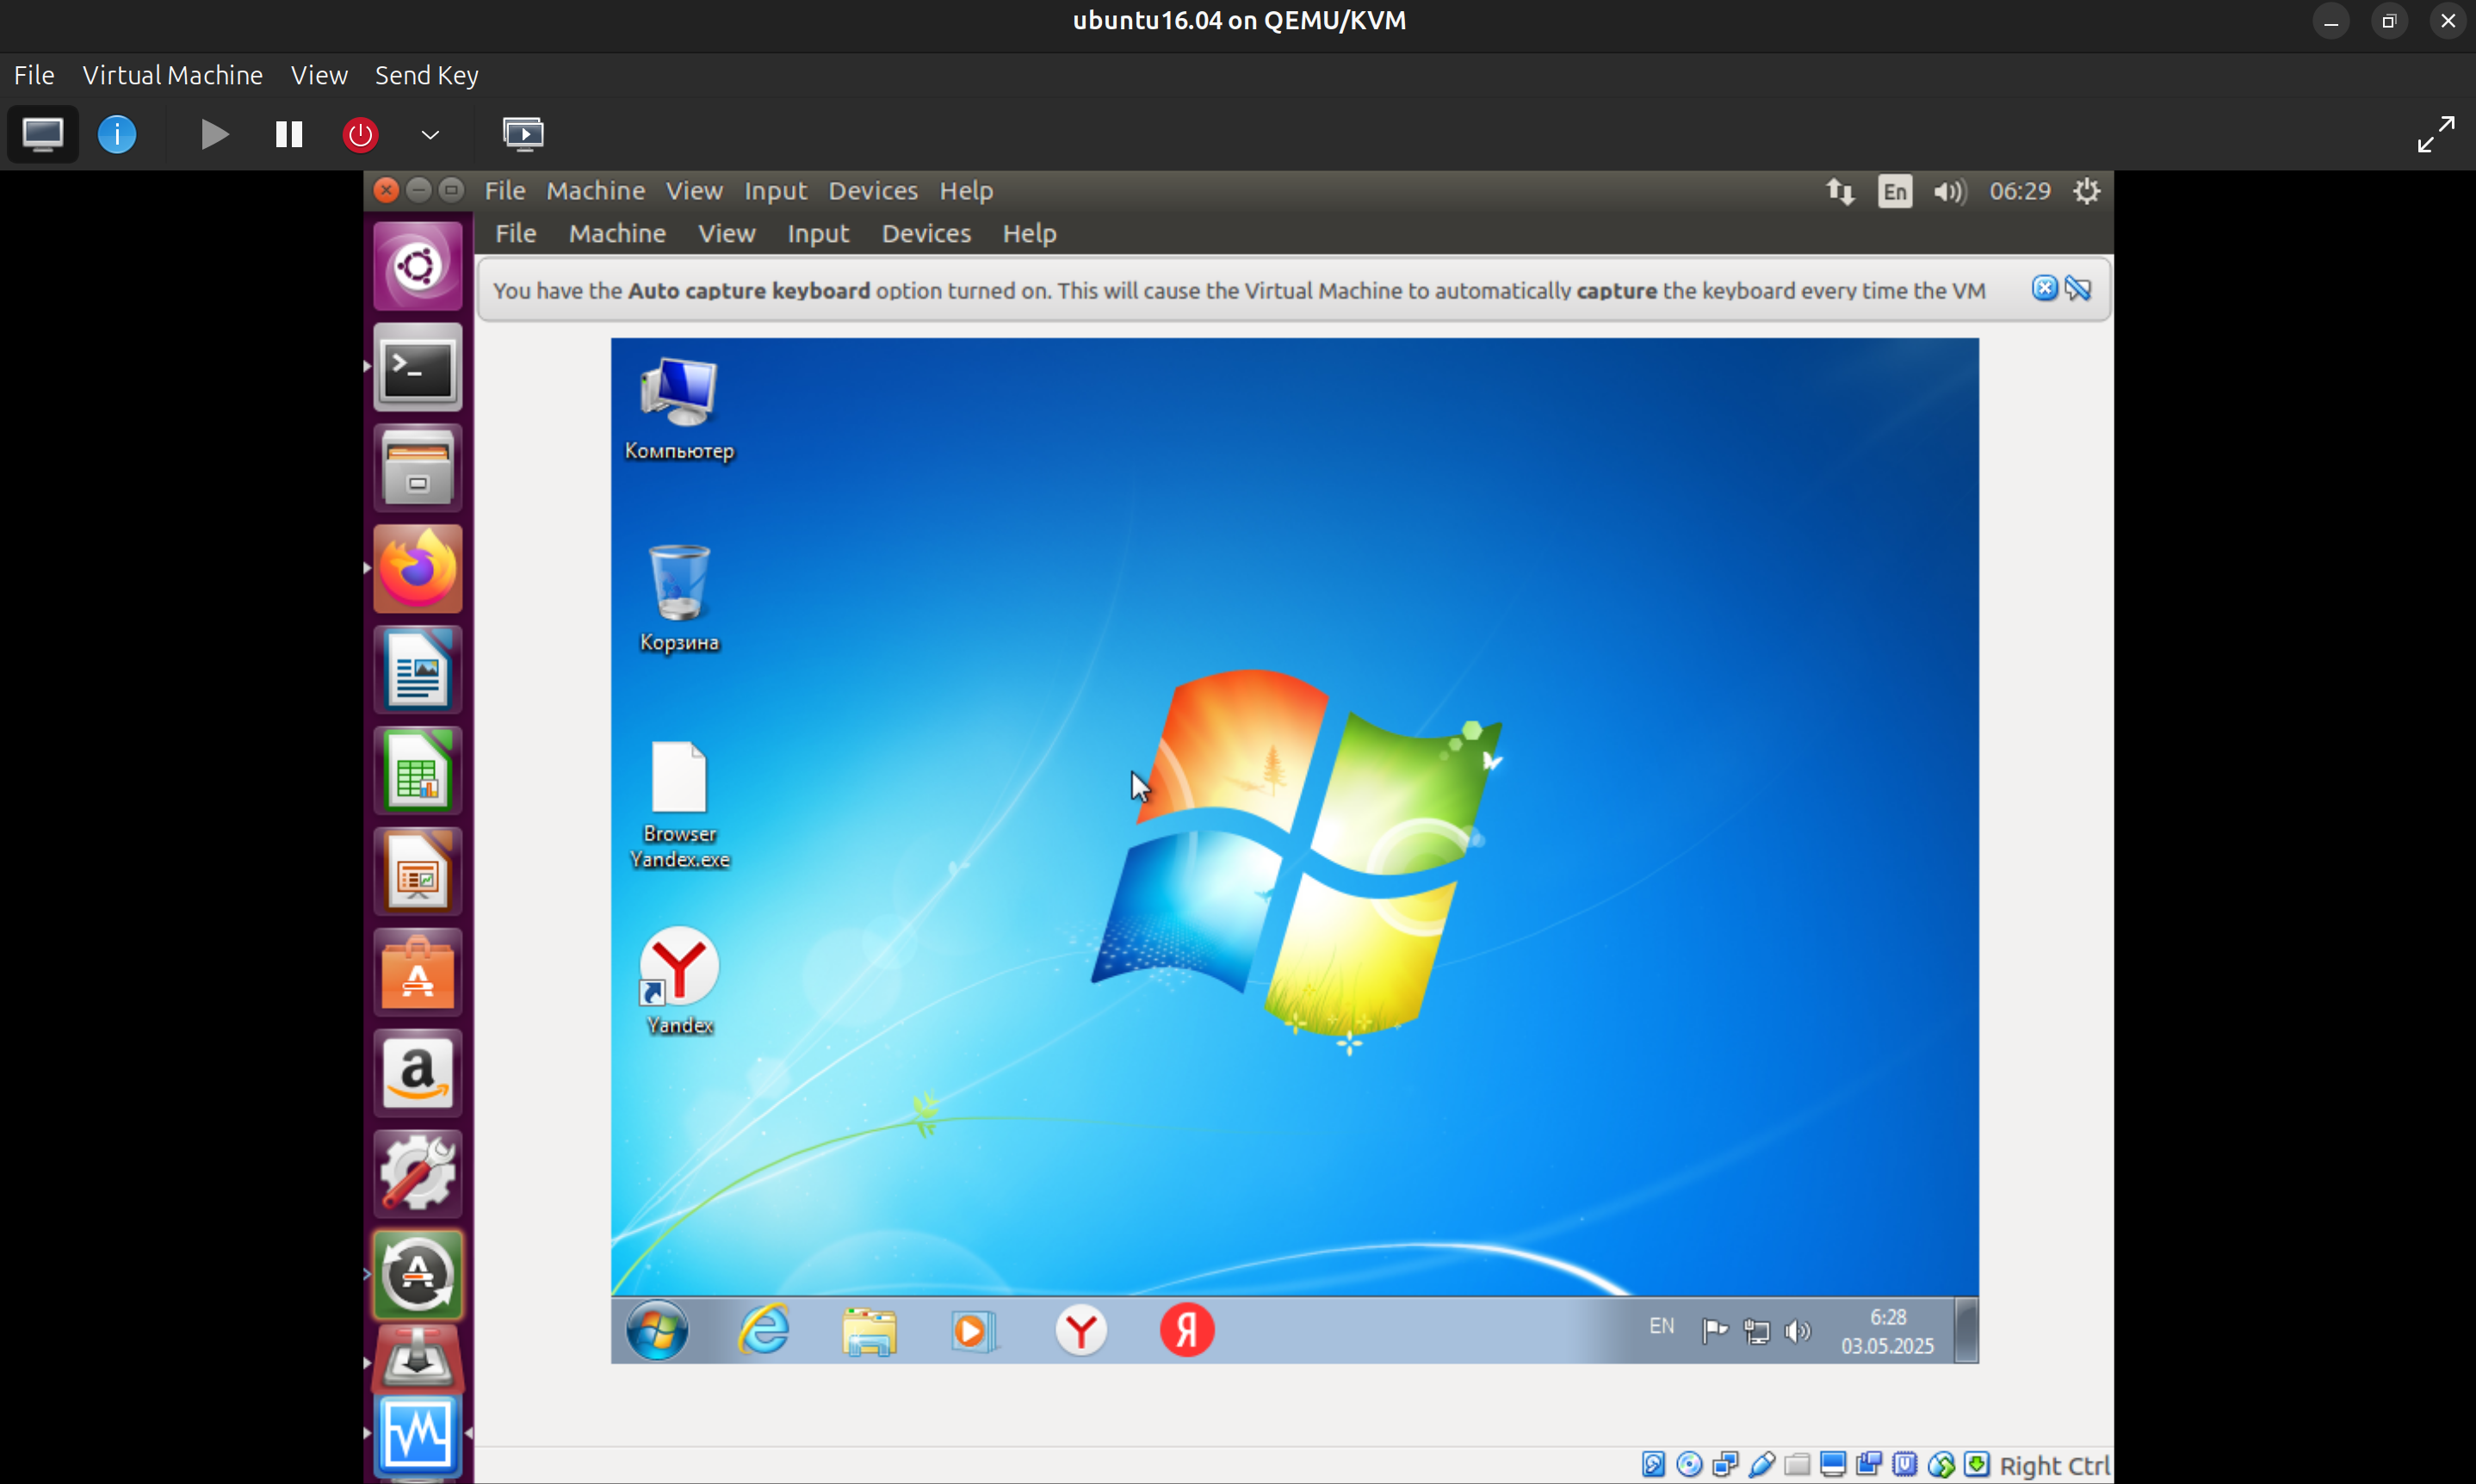 ubuntu16.04 on QEMU/KVM
File Virtual Machine View Send Key
File Machine View Input Devices Help En 06:29
File Machine View Input Devices Help
You have the Auto capture keyboard option turned on. This will cause the Virtual Machine to automatically capture the keyboard every time the VM
Компьютер
Корзина
Browser
Yandex.exe
Yandex
EN
6:28
03.05.2025
Right Ctrl